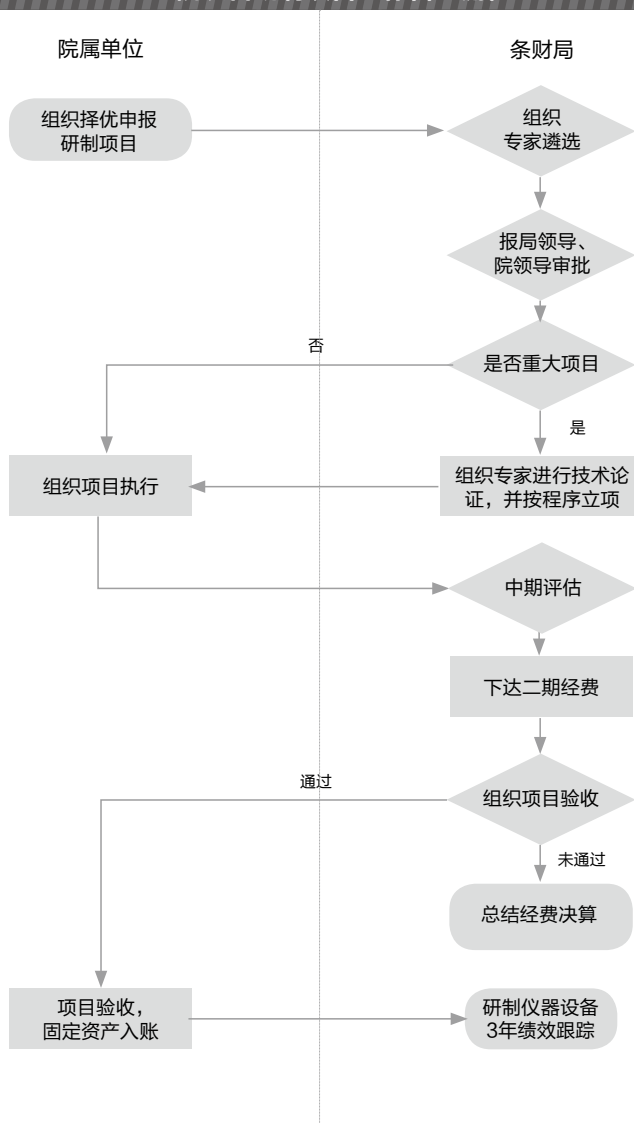 院属单位
条财局
组织择优申报
研制项目
组织
专家遴选
报局领导、
院领导审批
否
是否重大项目
是
组织项目执行
组织专家进行技术论
证，并按程序立项
中期评估
下达二期经费
通过
组织项目验收
未通过
总结经费决算
项目验收，
固定资产入账
研制仪器设备
3年绩效跟踪